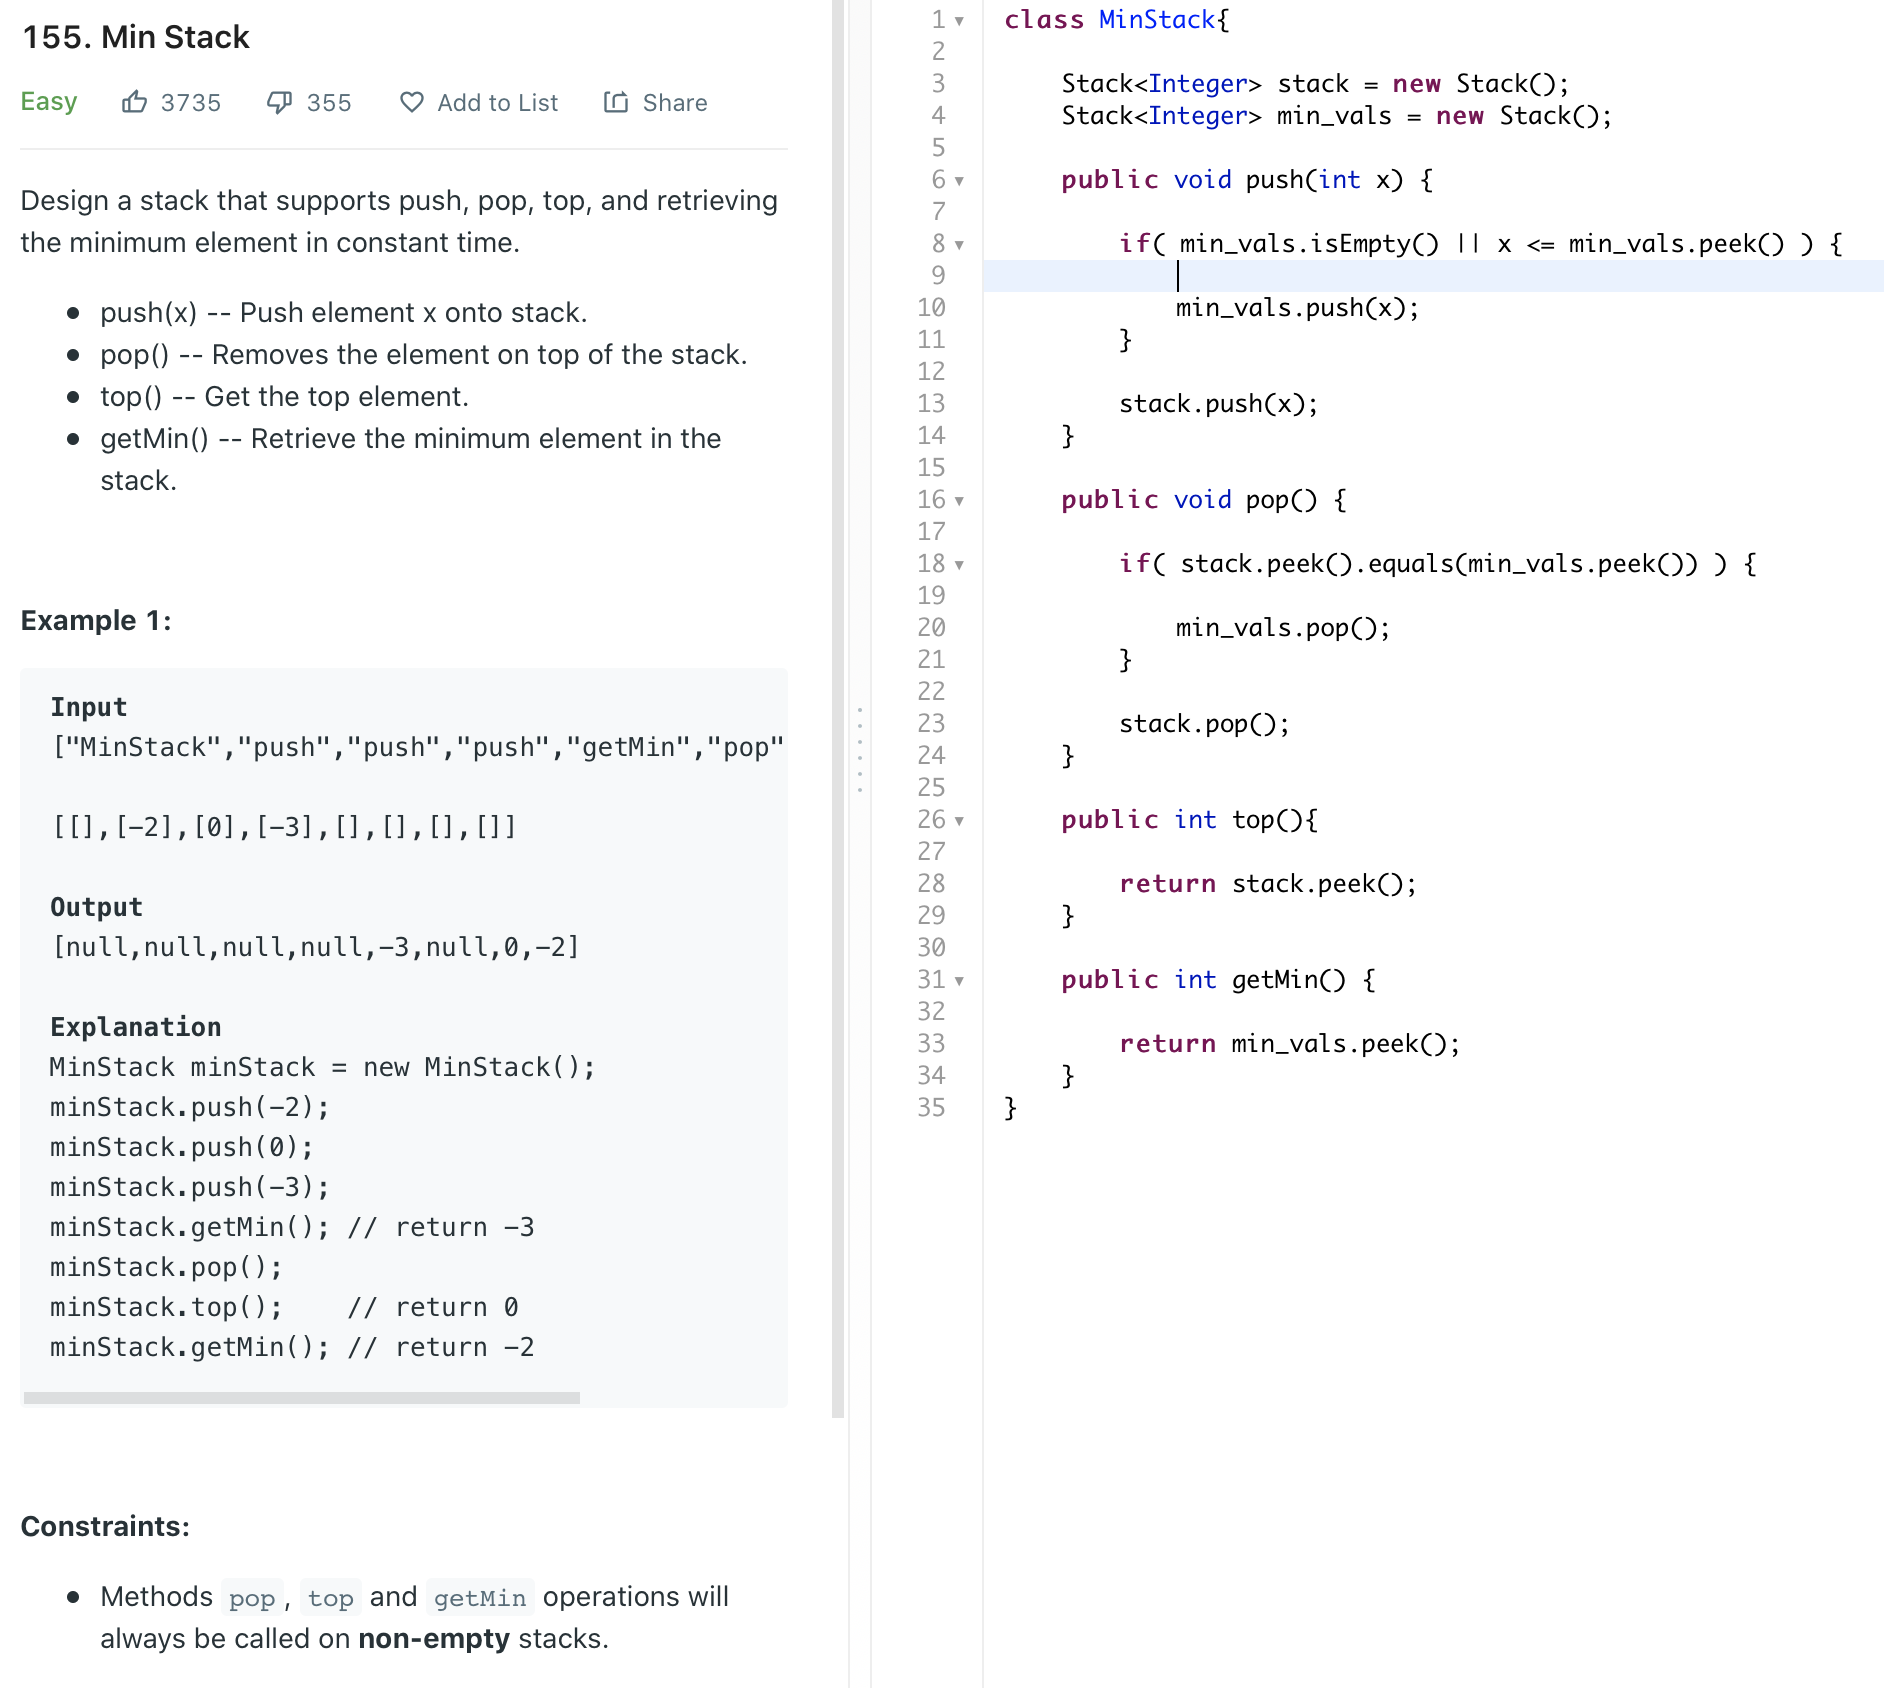 155. Min Stack
Easy 3735 355 Add to List Share
Design a stack that supports push, pop, top, and retrieving
the minimum element in constant time.
push(x) -- Push element x onto stack.
pop() -- Removes the element on top of the stack.
top() -- Get the top element.
getMin() -- Retrieve the minimum element in the
stack.
Example 1:
Input
["MinStack","push","push","push","getMin","pop"
[[],[-2],[0],[-3],[],[],[],[]]
Output
[null,null,null,null,-3,null,0,-2]
Explanation
MinStack minStack = new MinStack();
minStack.push(-2);
minStack.push(0);
minStack.push(-3);
minStack.getMin(); // return -3
minStack.pop();
minStack.top();    // return 0
minStack.getMin(); // return -2
Constraints:
Methods pop, top and getMin operations will
always be called on non-empty stacks.
1 class MinStack{
2
3     Stack<Integer> stack = new Stack();
4     Stack<Integer> min_vals = new Stack();
5
6     public void push(int x) {
7
8         if( min_vals.isEmpty() || x <= min_vals.peek() ) {
9
10             min_vals.push(x);
11         }
12
13         stack.push(x);
14     }
15
16     public void pop() {
17
18         if( stack.peek().equals(min_vals.peek()) ) {
19
20             min_vals.pop();
21         }
22
23         stack.pop();
24     }
25
26     public int top(){
27
28         return stack.peek();
29     }
30
31     public int getMin() {
32
33         return min_vals.peek();
34     }
35 }